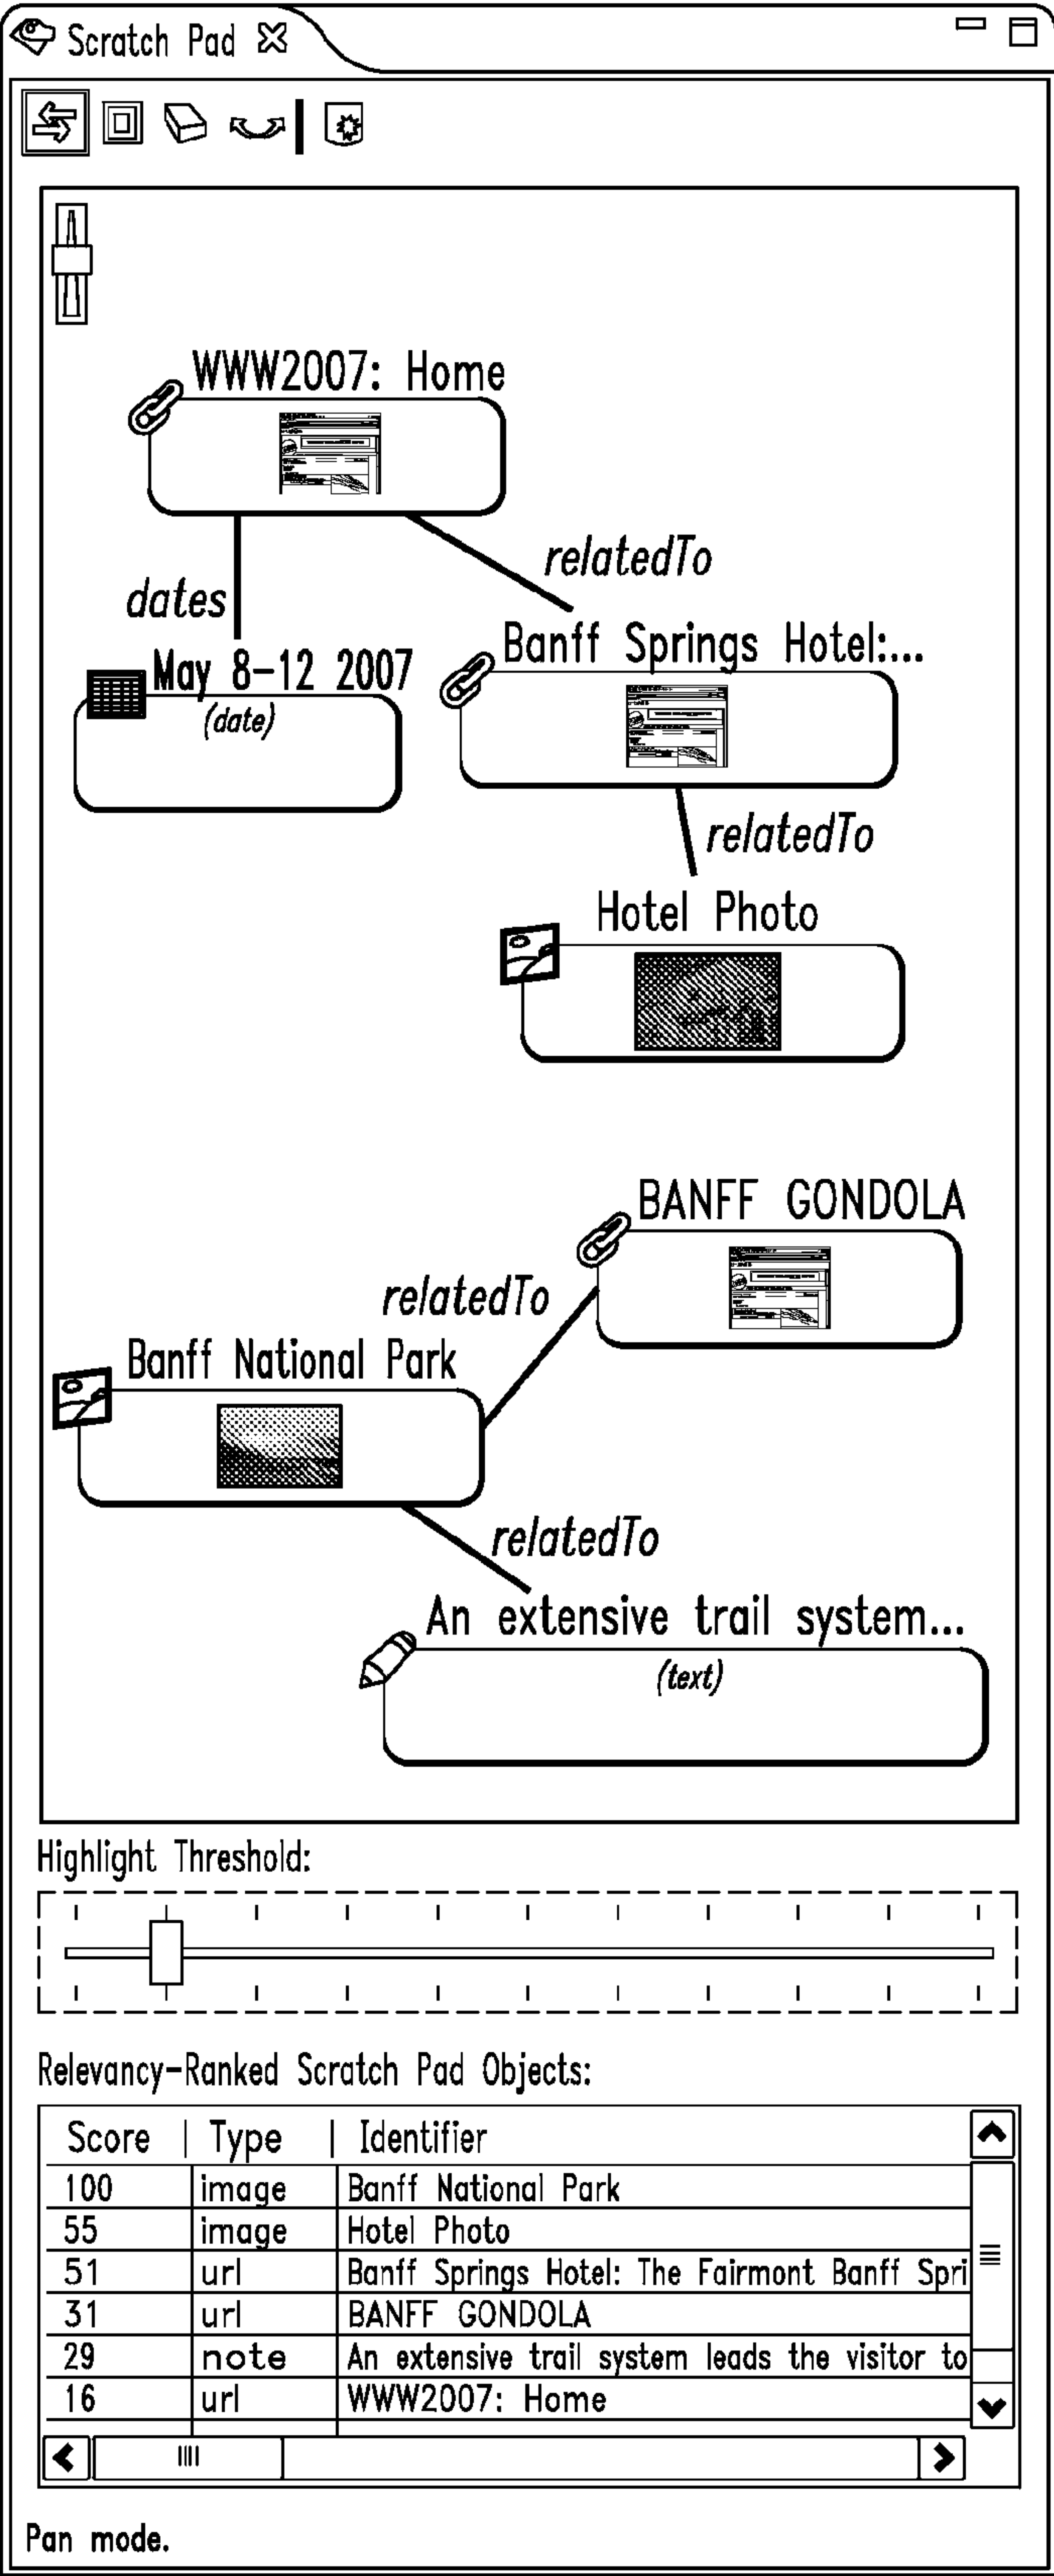 Scratch Pad
WWW2007: Home
relatedTo
dates
Banff Springs Hotel:...
May 8-12 2007
(date)
relatedTo
Hotel Photo
BANFF GONDOLA
relatedTo
Banff National Park
relatedTo
An extensive trail system...
(text)
Highlight Threshold:
Relevancy-Ranked Scratch Pad Objects:
Score | Type | Identifier
100 image Banff National Park
55 image Hotel Photo
51 url Banff Springs Hotel: The Fairmont Banff Spri
31 url BANFF GONDOLA
29 note An extensive trail system leads the visitor to
16 url WWW2007: Home
Pan mode.